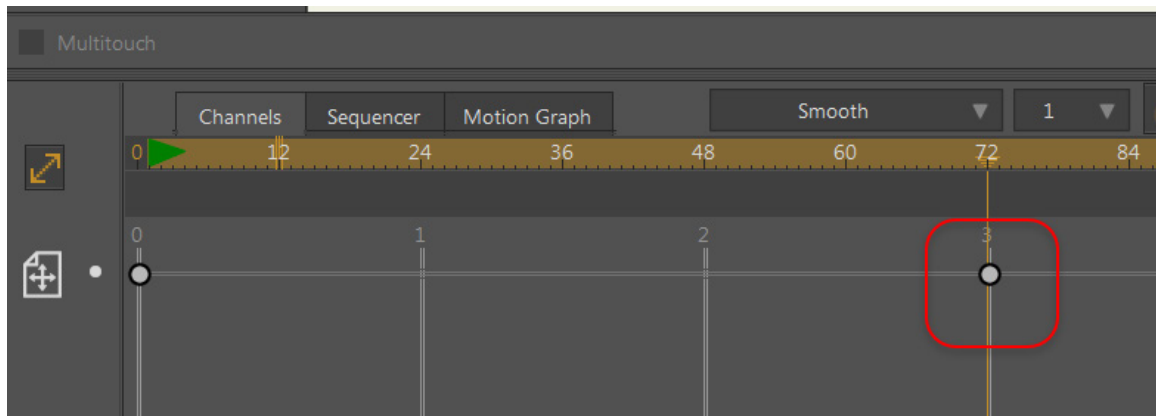 Multitouch
Channels Sequencer Motion Graph Smooth 1
0 12 24 36 48 60 72 84
0 1 2 3